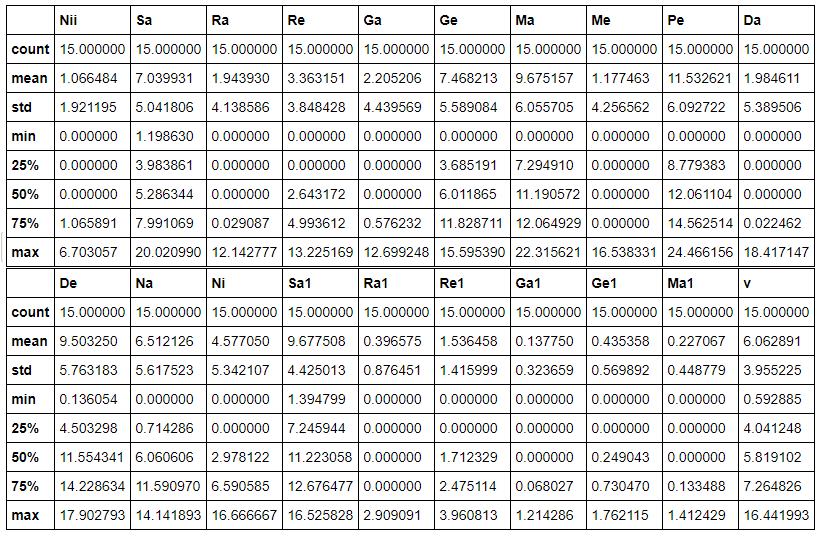 Nii Sa Ra Re Ga Ge Ma Me Pe Da
count 15.000000 15.000000 15.000000 15.000000 15.000000 15.000000 15.000000 15.000000 15.000000 15.000000
mean 1.066484 7.039931 1.943930 3.363151 2.205206 7.468213 9.675157 1.177463 11.532621 1.984611
std 1.921195 5.041806 4.138586 3.848428 4.439569 5.589084 6.055705 4.256562 6.092722 5.389506
min 0.000000 1.198630 0.000000 0.000000 0.000000 0.000000 0.000000 0.000000 0.000000 0.000000
25% 0.000000 3.983861 0.000000 0.000000 0.000000 3.685191 7.294910 0.000000 8.779383 0.000000
50% 0.000000 5.286344 0.000000 2.643172 0.000000 6.011865 11.190572 0.000000 12.061104 0.000000
75% 1.065891 7.991069 0.029087 4.993612 0.576232 11.828711 12.064929 0.000000 14.562514 0.022462
max 6.703057 20.020990 12.142777 13.225169 12.699248 15.595390 22.315621 16.538331 24.466156 18.417147
De Na Ni Sa1 Ra1 Re1 Ga1 Ge1 Ma1 v
count 15.000000 15.000000 15.000000 15.000000 15.000000 15.000000 15.000000 15.000000 15.000000 15.000000
mean 9.503250 6.512126 4.577050 9.677508 0.396575 1.536458 0.137750 0.435358 0.227067 6.062891
std 5.763183 5.617523 5.342107 4.425013 0.876451 1.415999 0.323659 0.569892 0.448779 3.955225
min 0.136054 0.000000 0.000000 1.394799 0.000000 0.000000 0.000000 0.000000 0.000000 0.592885
25% 4.503298 0.714286 0.000000 7.245944 0.000000 0.000000 0.000000 0.000000 0.000000 4.041248
50% 11.554341 6.060606 2.978122 11.223058 0.000000 1.712329 0.000000 0.249043 0.000000 5.819102
75% 14.228634 11.590970 6.590585 12.676477 0.000000 2.475114 0.068027 0.730470 0.133488 7.264826
max 17.902793 14.141893 16.666667 16.525828 2.909091 3.960813 1.214286 1.762115 1.412429 16.441993